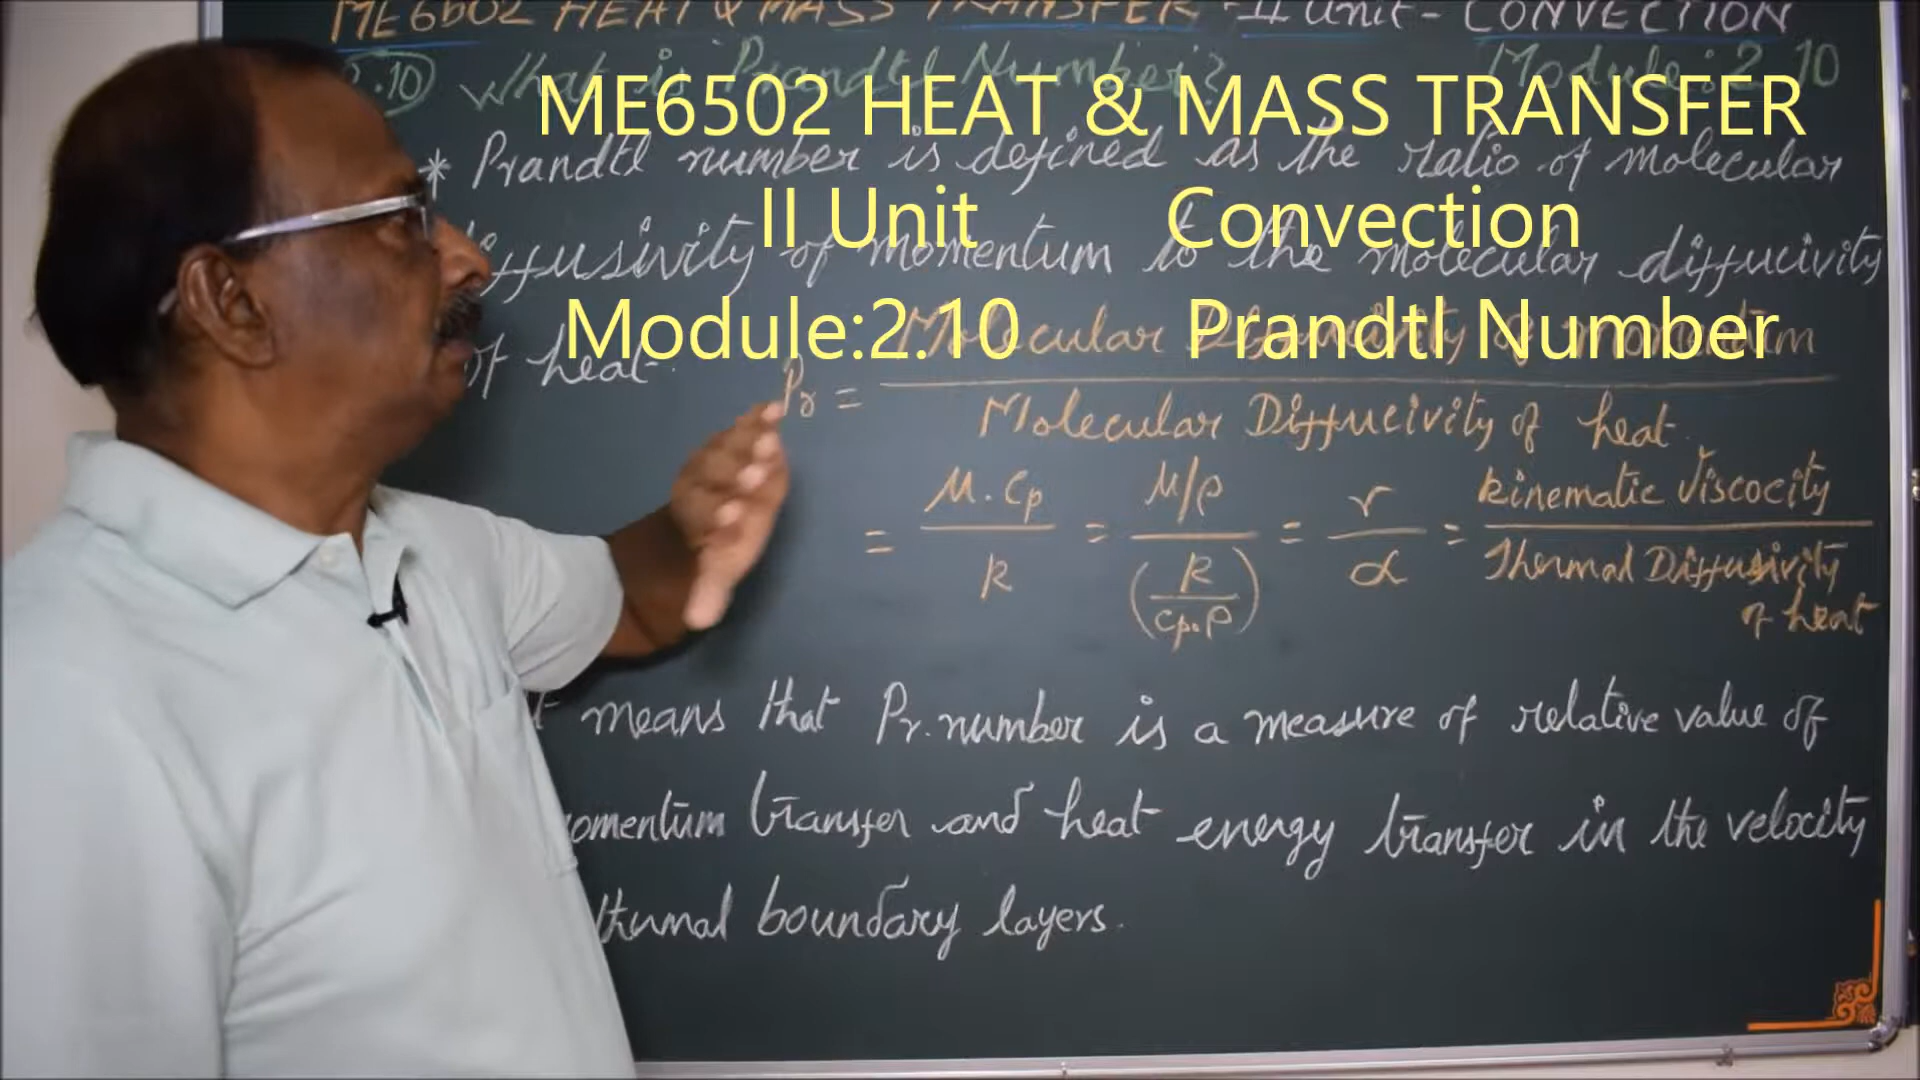 ME6502 HEAT & MASS TRANSFER - II Unit - CONVECTION
2.10 What is Prandtl Number? Module: 2.10
ME6502 HEAT & MASS TRANSFER
* Prandtl number is defined as the ratio of molecular
II Unit Convection
diffusivity of momentum to the molecular diffucivity
Module:2.10 Prandtl Number
of heat.
Pr = Molecular Diffucivity of momentum
Molecular Diffucivity of heat.
= μ.Cp / k = μ/ρ / (k / Cp.ρ) = ν / α = kinematic Viscocity / Thermal Diffusivity
of heat
t means that Pr. number is a measure of relative value of
omentum transfer and heat energy transfer in the velocity
thermal boundary layers.